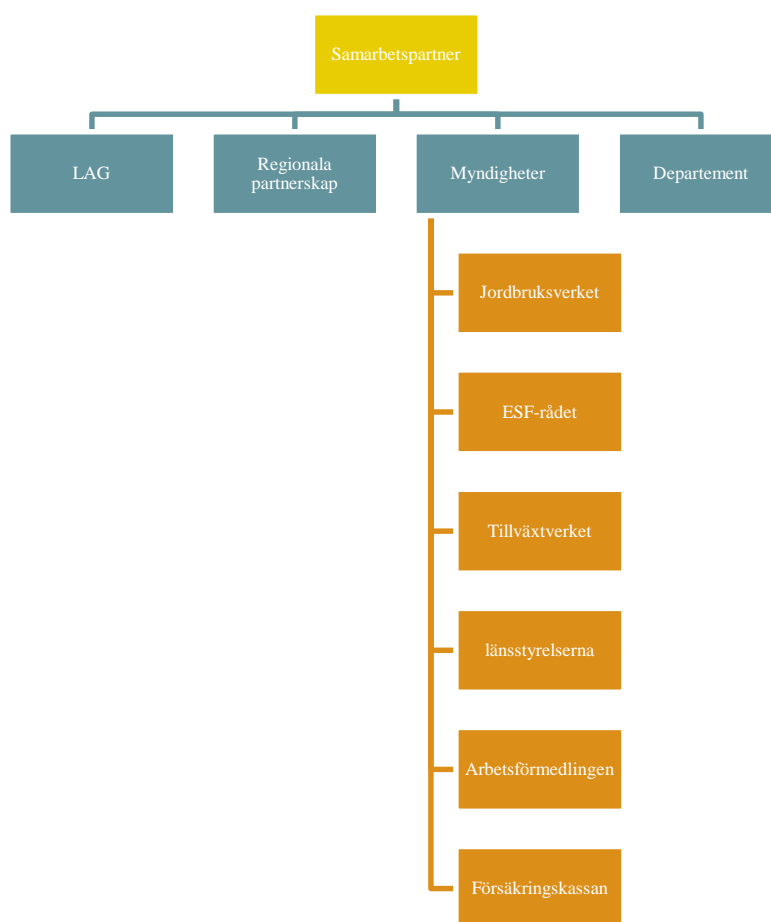 Samarbetspartner
LAG
Regionala
partnerskap
Myndigheter
Departement
Jordbruksverket
ESF-rådet
Tillväxtverket
länsstyrelserna
Arbetsförmedlingen
Försäkringskassan